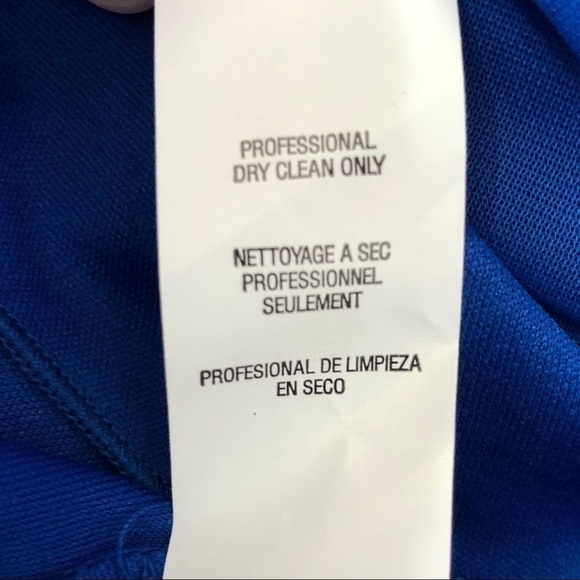 PROFESSIONAL
DRY CLEAN ONLY
NETTOYAGE A SEC
PROFESSIONNEL
SEULEMENT
PROFESIONAL DE LIMPIEZA
EN SECO